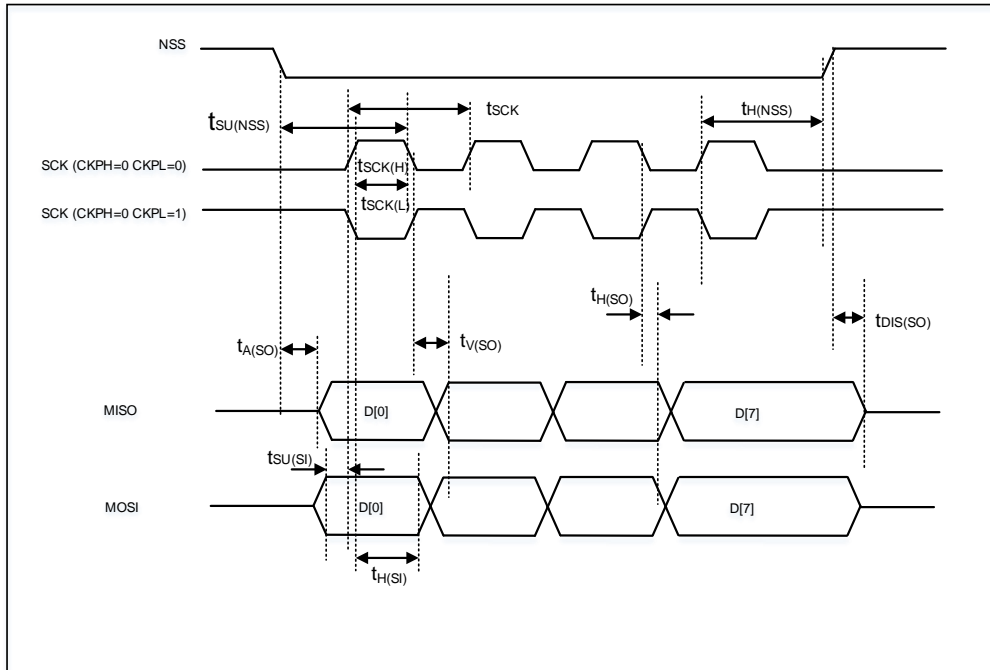 NSS
tSCK
tH(NSS)
tSU(NSS)
SCK (CKPH=0 CKPL=0)
tSCK(H)
tSCK(L)
SCK (CKPH=0 CKPL=1)
tH(SO)
tDIS(SO)
tV(SO)
tA(SO)
MISO
D[0]
D[7]
tSU(SI)
MOSI
D[0]
D[7]
tH(SI)